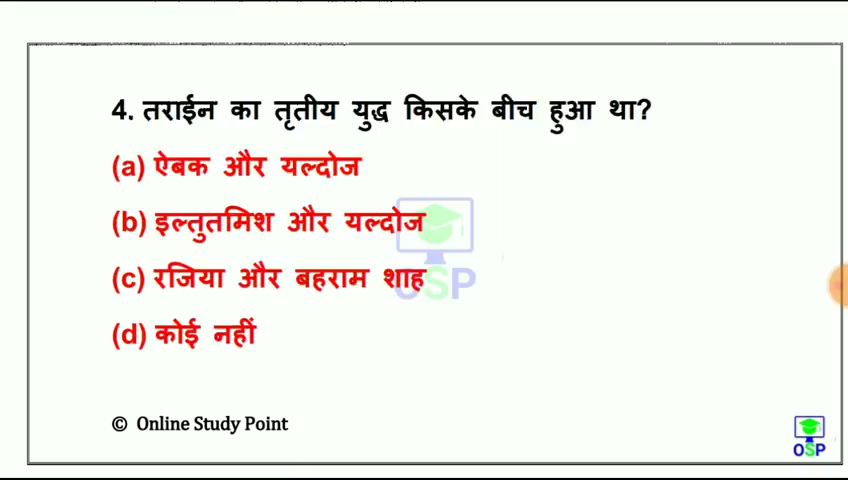 4. तराईन का तृतीय युद्ध किसके बीच हुआ था?
(a) ऐबक और यल्दोज
(b) इल्तुतमिश और यल्दोज
(c) रजिया और बहराम शाह
(d) कोई नहीं
OSP
© Online Study Point
OSP